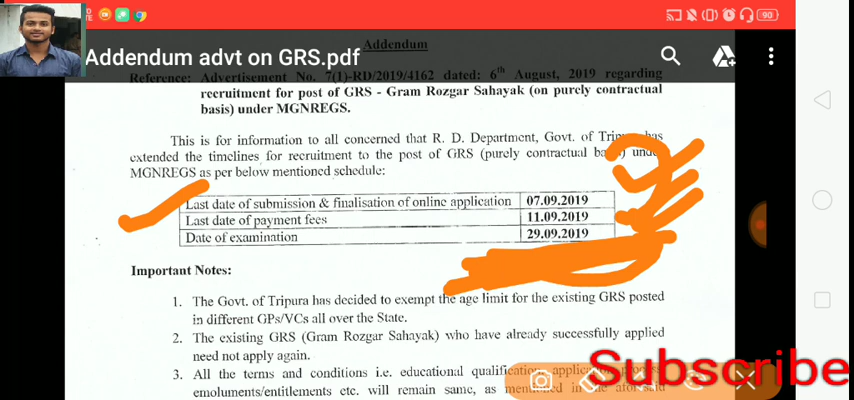 90
Addendum
Addendum advt on GRS.pdf
Reference: Advertisement No. 7(1)-RD/2019/4162 dated: 6th August, 2019 regarding
recruitment for post of GRS - Gram Rozgar Sahayak (on purely contractual
basis) under MGNREGS.
This is for information to all concerned that R. D. Department, Govt. of has
extended the timelines for recruitment to the post of GRS (purely contractual
MGNREGS as per below mentioned schedule:
Last date of submission & finalisation of online application 07.09.2019
Last date of payment fees 11.09.2019
Date of examination 29.09.2019
Important Notes:
1. The Govt. of Tripura has decided to exempt the age limit for the existing GRS posted
in different GPs/VCs all over the State.
2. The existing GRS (Gram Rozgar Sahayak) who have already successfully applied
need not apply again.
3. All the terms and conditions i.e. educational
emoluments/entitlements etc. will remain same, as
Subscribe